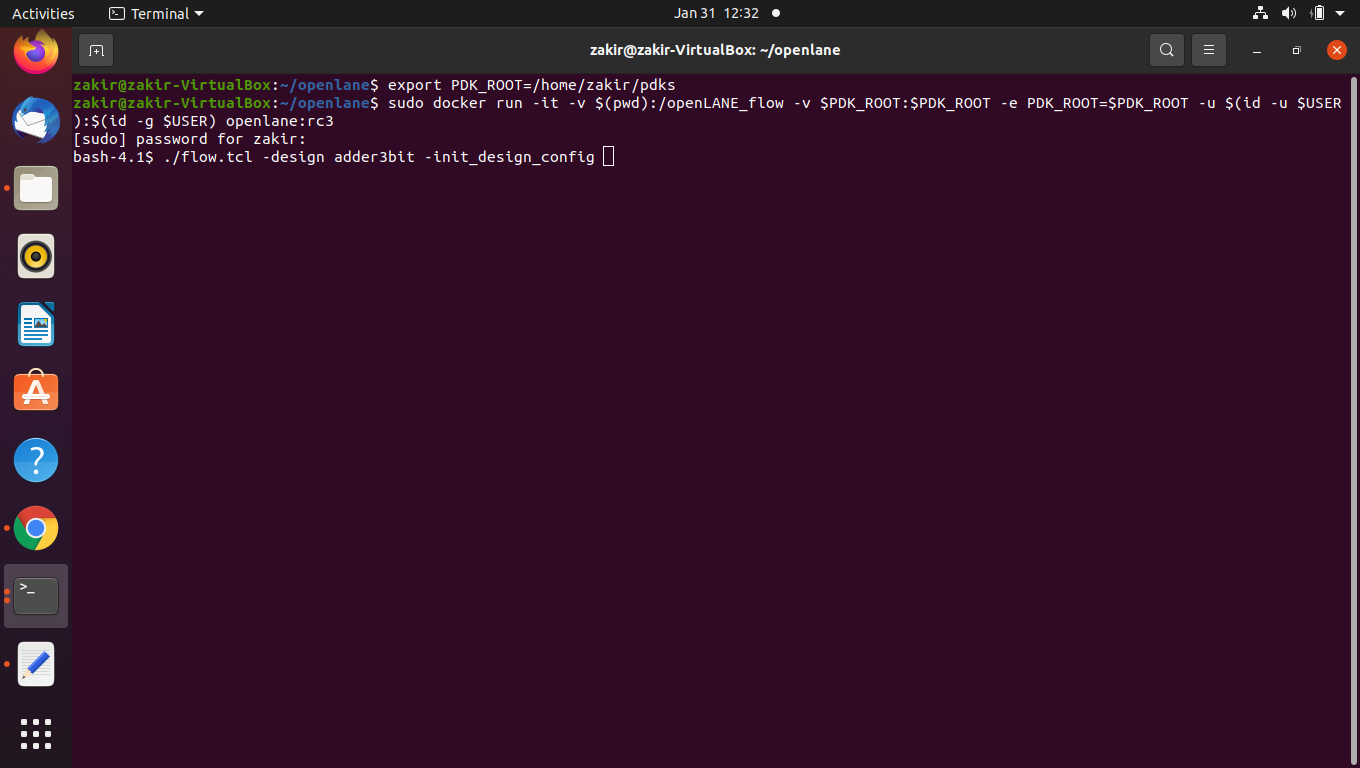 Activities
Terminal
Jan 31 12:32
zakir@zakir-VirtualBox: ~/openlane
zakir@zakir-VirtualBox:~/openlane$ export PDK_ROOT=/home/zakir/pdks
zakir@zakir-VirtualBox:~/openlane$ sudo docker run -it -v $(pwd):/openLANE_flow -v $PDK_ROOT:$PDK_ROOT -e PDK_ROOT=$PDK_ROOT -u $(id -u $USER
):$(id -g $USER) openlane:rc3
[sudo] password for zakir:
bash-4.1$ ./flow.tcl -design adder3bit -init_design_config